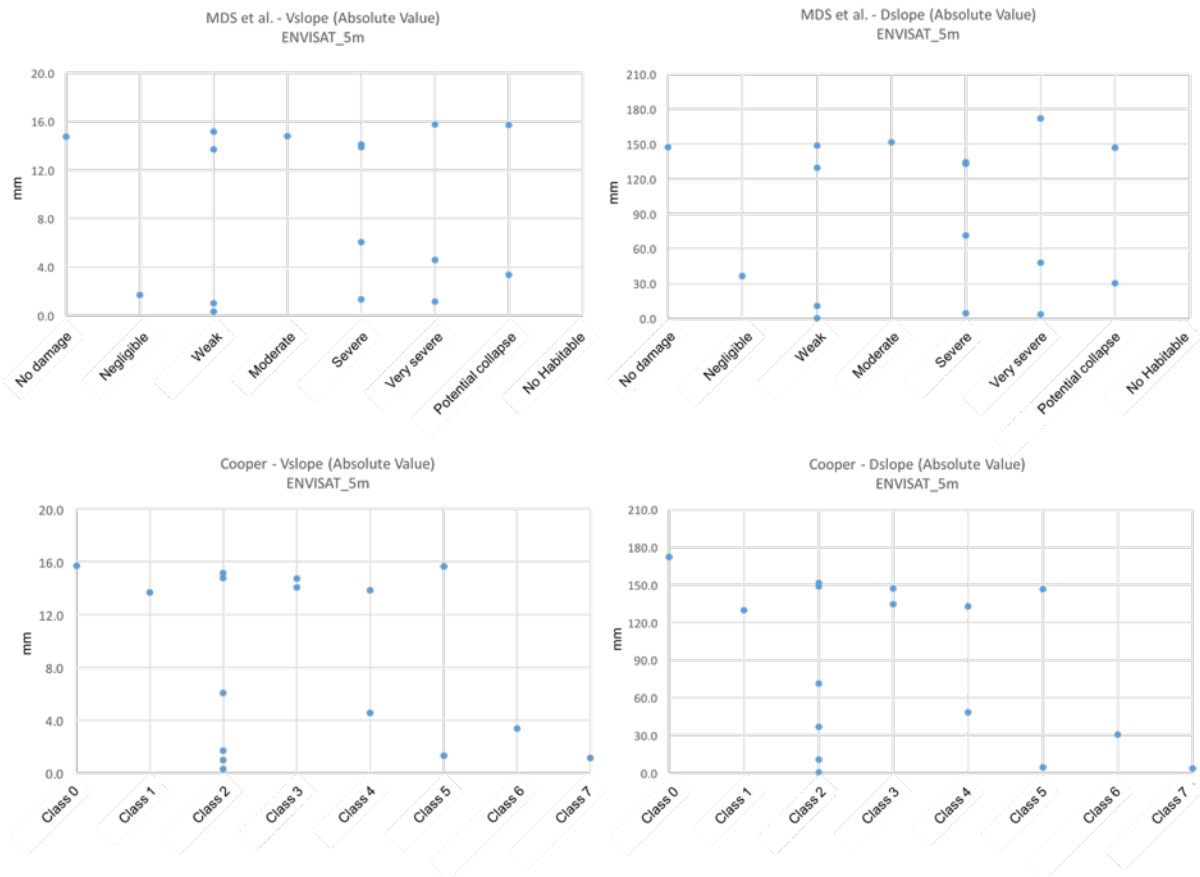 MDS et al. - Vslope (Absolute Value)
ENVISAT_5m
20.0
16.0
12.0
8.0
4.0
0.0
mm
No damage
Negligible
Weak
Moderate
Severe
Very severe
Potential collapse
No Habitable
MDS et al. - Dslope (Absolute Value)
ENVISAT_5m
210.0
180.0
150.0
120.0
90.0
60.0
30.0
0.0
mm
No damage
Negligible
Weak
Moderate
Severe
Very severe
Potential collapse
No Habitable
Cooper - Vslope (Absolute Value)
ENVISAT_5m
20.0
16.0
12.0
8.0
4.0
0.0
mm
Class 0
Class 1
Class 2
Class 3
Class 4
Class 5
Class 6
Class 7
Cooper - Dslope (Absolute Value)
ENVISAT_5m
210.0
180.0
150.0
120.0
90.0
60.0
30.0
0.0
mm
Class 0
Class 1
Class 2
Class 3
Class 4
Class 5
Class 6
Class 7